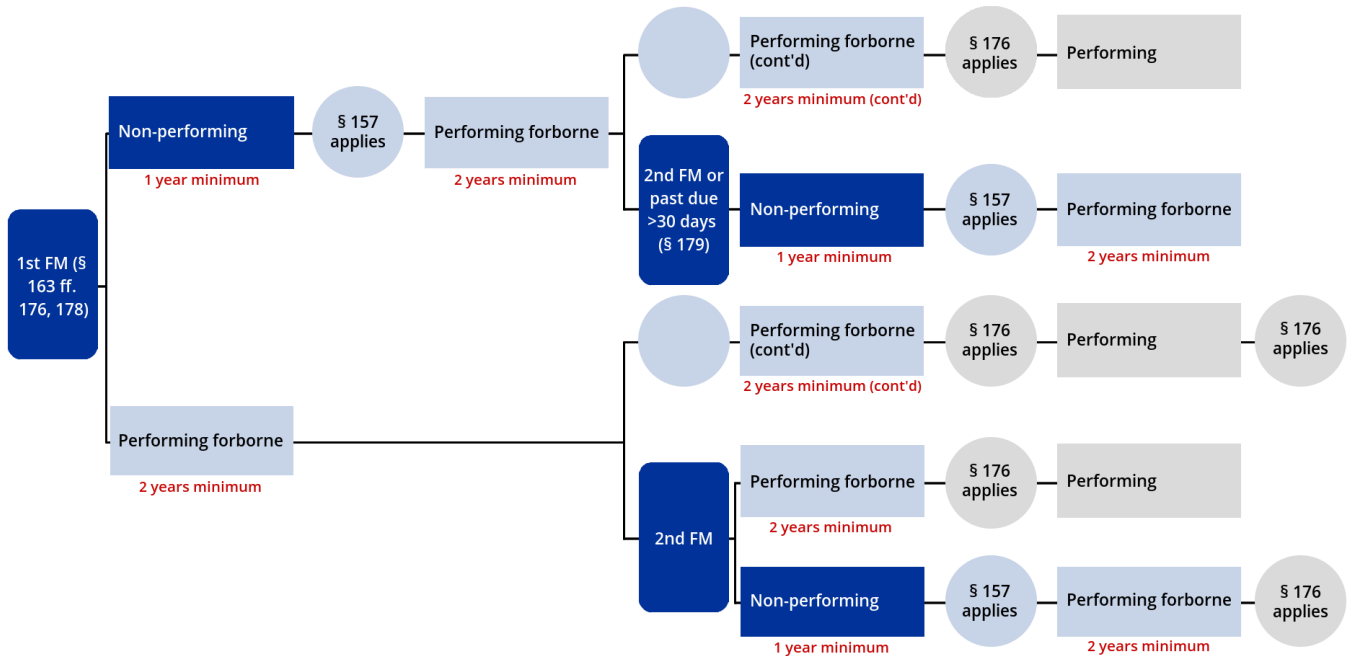 1st FM (§
163 ff.
176, 178)
Non-performing
1 year minimum
§ 157
applies
Performing forborne
2 years minimum
Performing forborne
(cont'd)
2 years minimum (cont'd)
§ 176
applies
Performing
2nd FM or
past due
>30 days
(§ 179)
Non-performing
1 year minimum
§ 157
applies
Performing forborne
2 years minimum
Performing forborne
2 years minimum
Performing forborne
(cont'd)
2 years minimum (cont'd)
§ 176
applies
Performing
§ 176
applies
2nd FM
Performing forborne
2 years minimum
§ 176
applies
Performing
Non-performing
1 year minimum
§ 157
applies
Performing forborne
2 years minimum
§ 176
applies